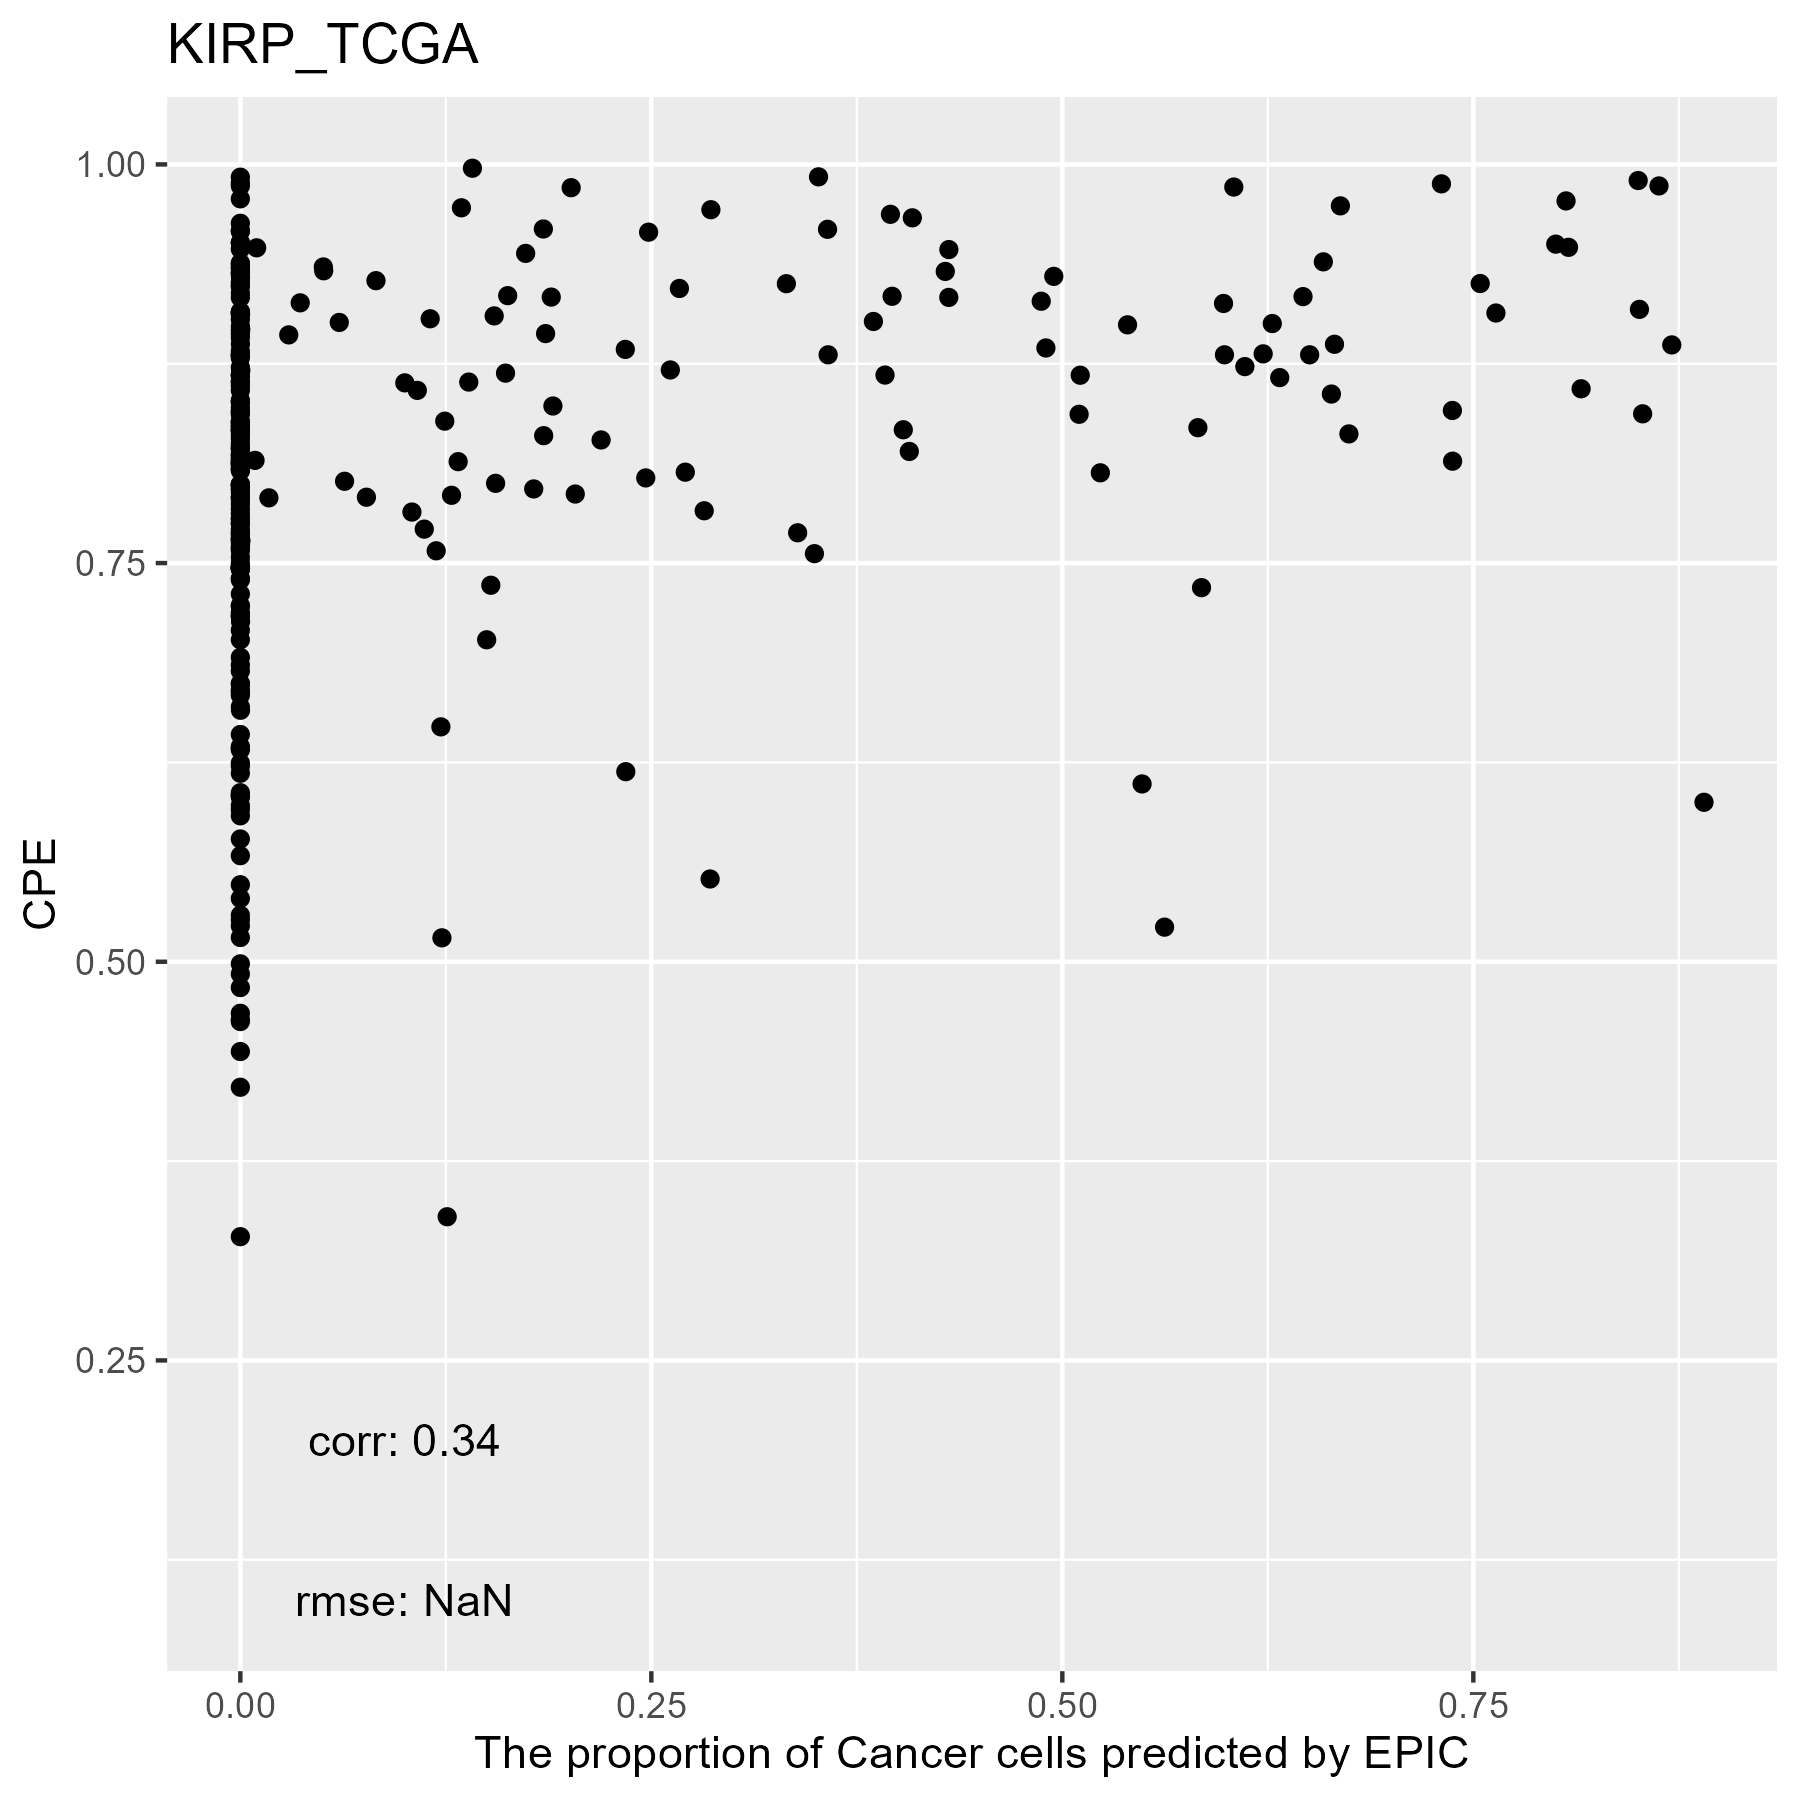 KIRP_TCGA
1.00
0.75
0.50
0.25
CPE
corr: 0.34
rmse: NaN
0.00 0.25 0.50 0.75
The proportion of Cancer cells predicted by EPIC